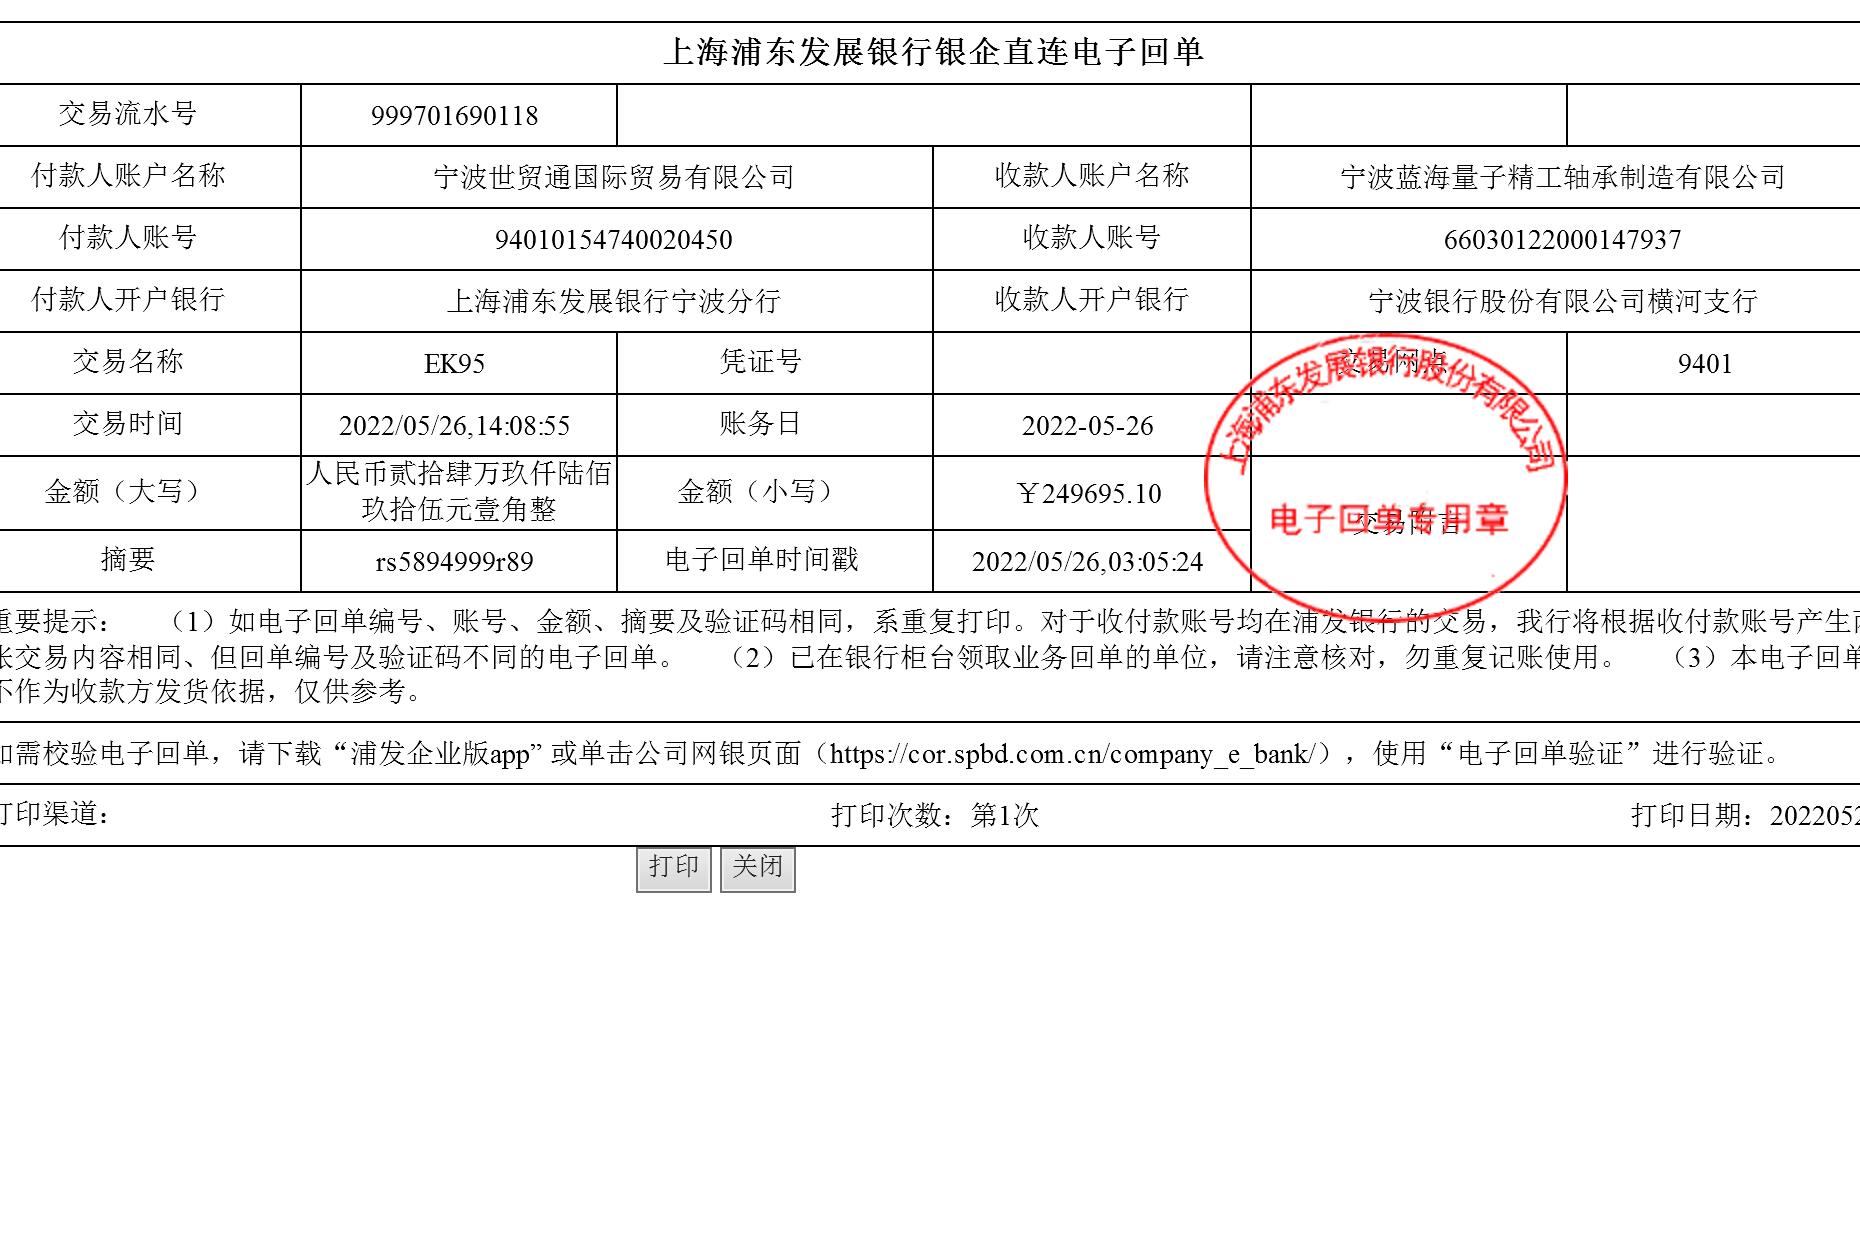 上海浦东发展银行银企直连电子回单
交易流水号 999701690118
付款人账户名称 宁波世贸通国际贸易有限公司 收款人账户名称 宁波蓝海量子精工轴承制造有限公司
付款人账号 94010154740020450 收款人账号 66030122000147937
付款人开户银行 上海浦东发展银行宁波分行 收款人开户银行 宁波银行股份有限公司横河支行
交易名称 EK95 凭证号 交易网点 9401
交易时间 2022/05/26,14:08:55 账务日 2022-05-26
金额（大写） 人民币贰拾肆万玖仟陆佰
玖拾伍元壹角整 金额（小写） ￥249695.10 交易附言
摘要 rs5894999r89 电子回单时间戳 2022/05/26,03:05:24
上海浦东发展银行股份有限公司
电子回单专用章
重要提示： （1）如电子回单编号、账号、金额、摘要及验证码相同，系重复打印。对于收付款账号均在浦发银行的交易，我行将根据收付款账号产生两
张交易内容相同、但回单编号及验证码不同的电子回单。 （2）已在银行柜台领取业务回单的单位，请注意核对，勿重复记账使用。 （3）本电子回单
不作为收款方发货依据，仅供参考。
如需校验电子回单，请下载“浦发企业版app” 或单击公司网银页面（https://cor.spbd.com.cn/company_e_bank/），使用“电子回单验证”进行验证。
打印渠道： 打印次数：第1次 打印日期：2022052
打印 关闭